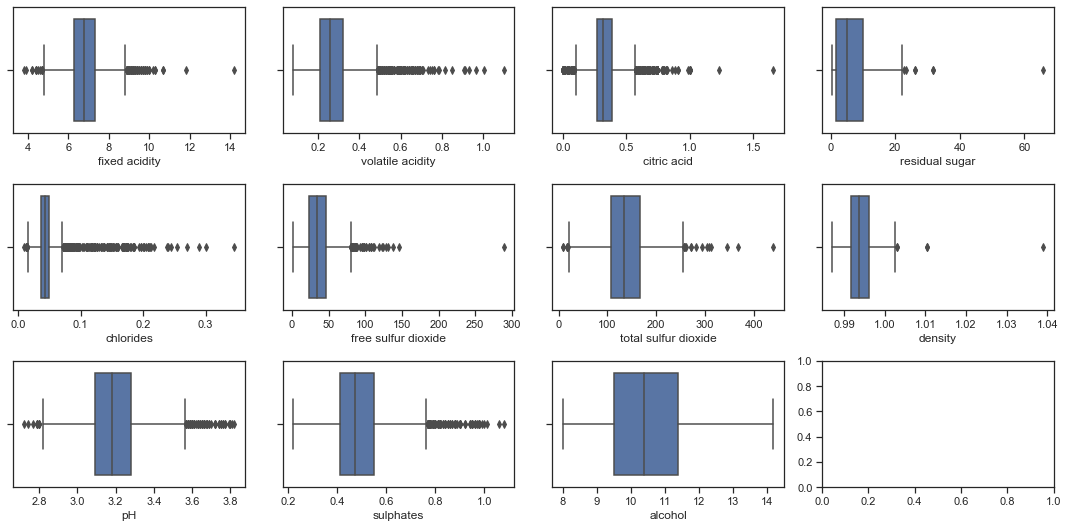 4 6 8 10 12 14
fixed acidity
0.2 0.4 0.6 0.8 1.0
volatile acidity
0.0 0.5 1.0 1.5
citric acid
0 20 40 60
residual sugar
0.0 0.1 0.2 0.3
chlorides
0 50 100 150 200 250 300
free sulfur dioxide
0 100 200 300 400
total sulfur dioxide
0.99 1.00 1.01 1.02 1.03 1.04
density
2.8 3.0 3.2 3.4 3.6 3.8
pH
0.2 0.4 0.6 0.8 1.0
sulphates
8 9 10 11 12 13 14
alcohol
1.0
0.8
0.6
0.4
0.2
0.0
0.0 0.2 0.4 0.6 0.8 1.0